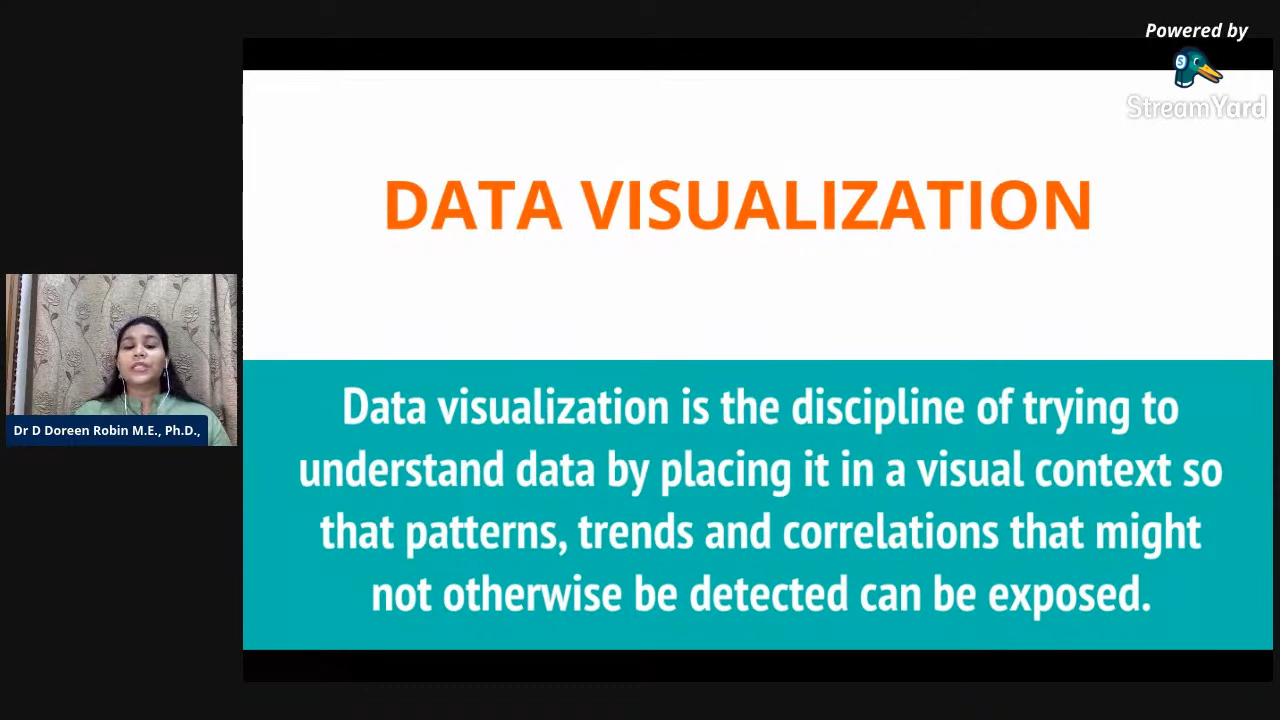 Powered by
StreamYard
DATA VISUALIZATION
Data visualization is the discipline of trying to
understand data by placing it in a visual context so
that patterns, trends and correlations that might
not otherwise be detected can be exposed.
Dr D Doreen Robin M.E., Ph.D.,